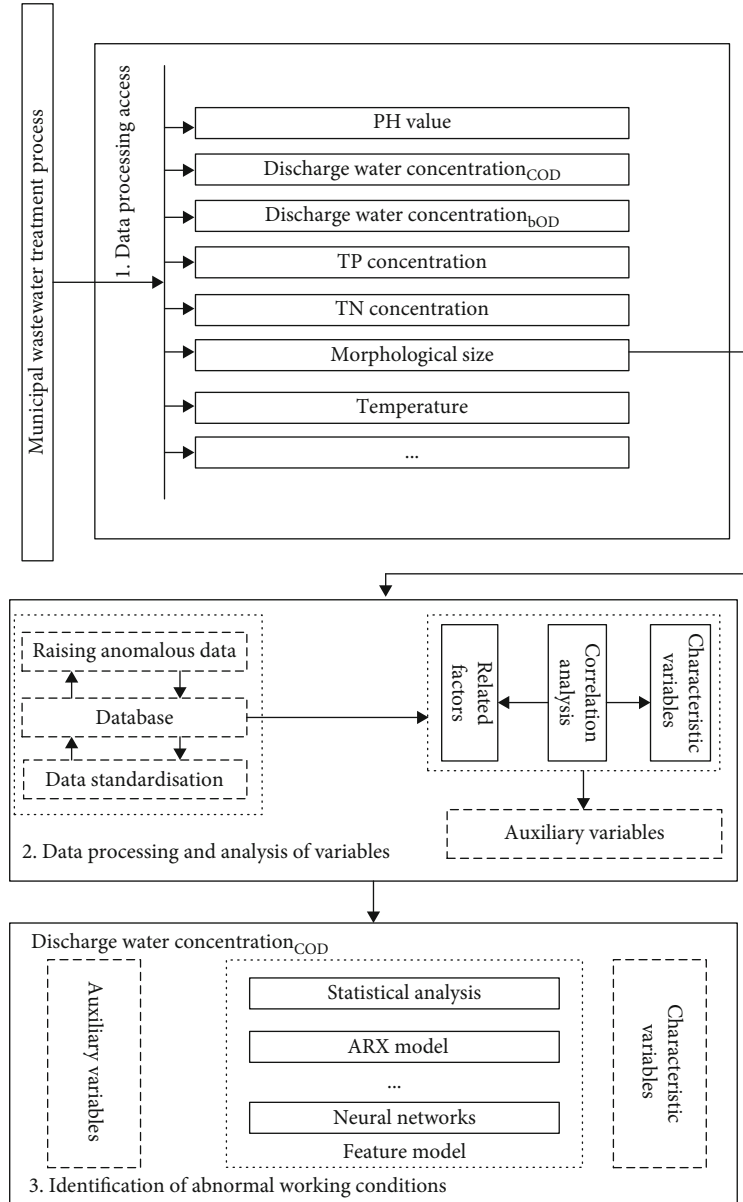 Municipal wastewater treatment process
1. Data processing access
PH value
Discharge water concentrationCOD
Discharge water concentrationbOD
TP concentration
TN concentration
Morphological size
Temperature
...
Raising anomalous data
Database
Data standardisation
Related
factors
Correlation
analysis
Characteristic
variables
Auxiliary variables
2. Data processing and analysis of variables
Discharge water concentrationCOD
Auxiliary variables
Statistical analysis
ARX model
...
Neural networks
Feature model
Characteristic
variables
3. Identification of abnormal working conditions